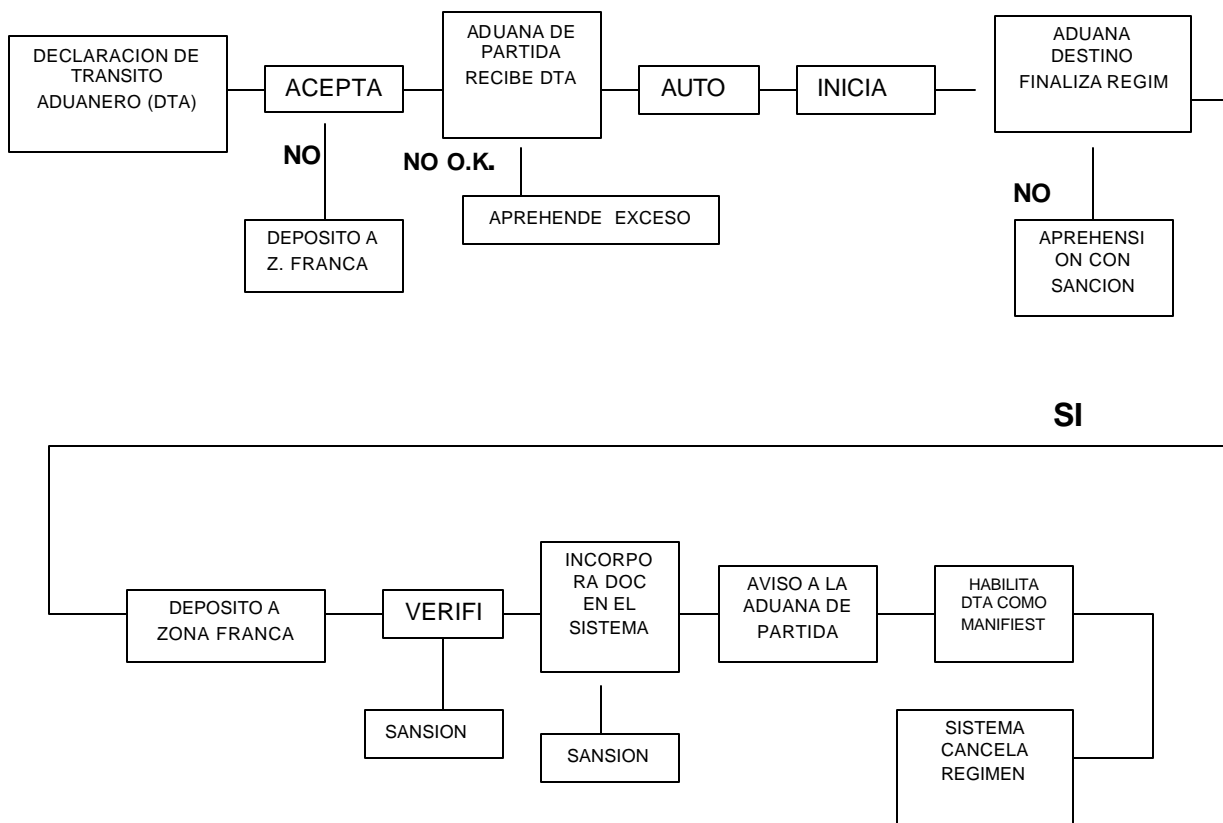 DECLARACION DE
TRANSITO
ADUANERO (DTA)
ACEPTA
ADUANA DE
PARTIDA
RECIBE DTA
AUTO
INICIA
ADUANA
DESTINO
FINALIZA REGIM
NO
NO O.K.
NO
DEPOSITO A
Z. FRANCA
APREHENDE EXCESO
APREHENSI
ON CON
SANCION
SI
DEPOSITO A
ZONA FRANCA
VERIFI
INCORPO
RA DOC
EN EL
SISTEMA
AVISO A LA
ADUANA DE
PARTIDA
HABILITA
DTA COMO
MANIFIEST
SANSION
SANSION
SISTEMA
CANCELA
REGIMEN